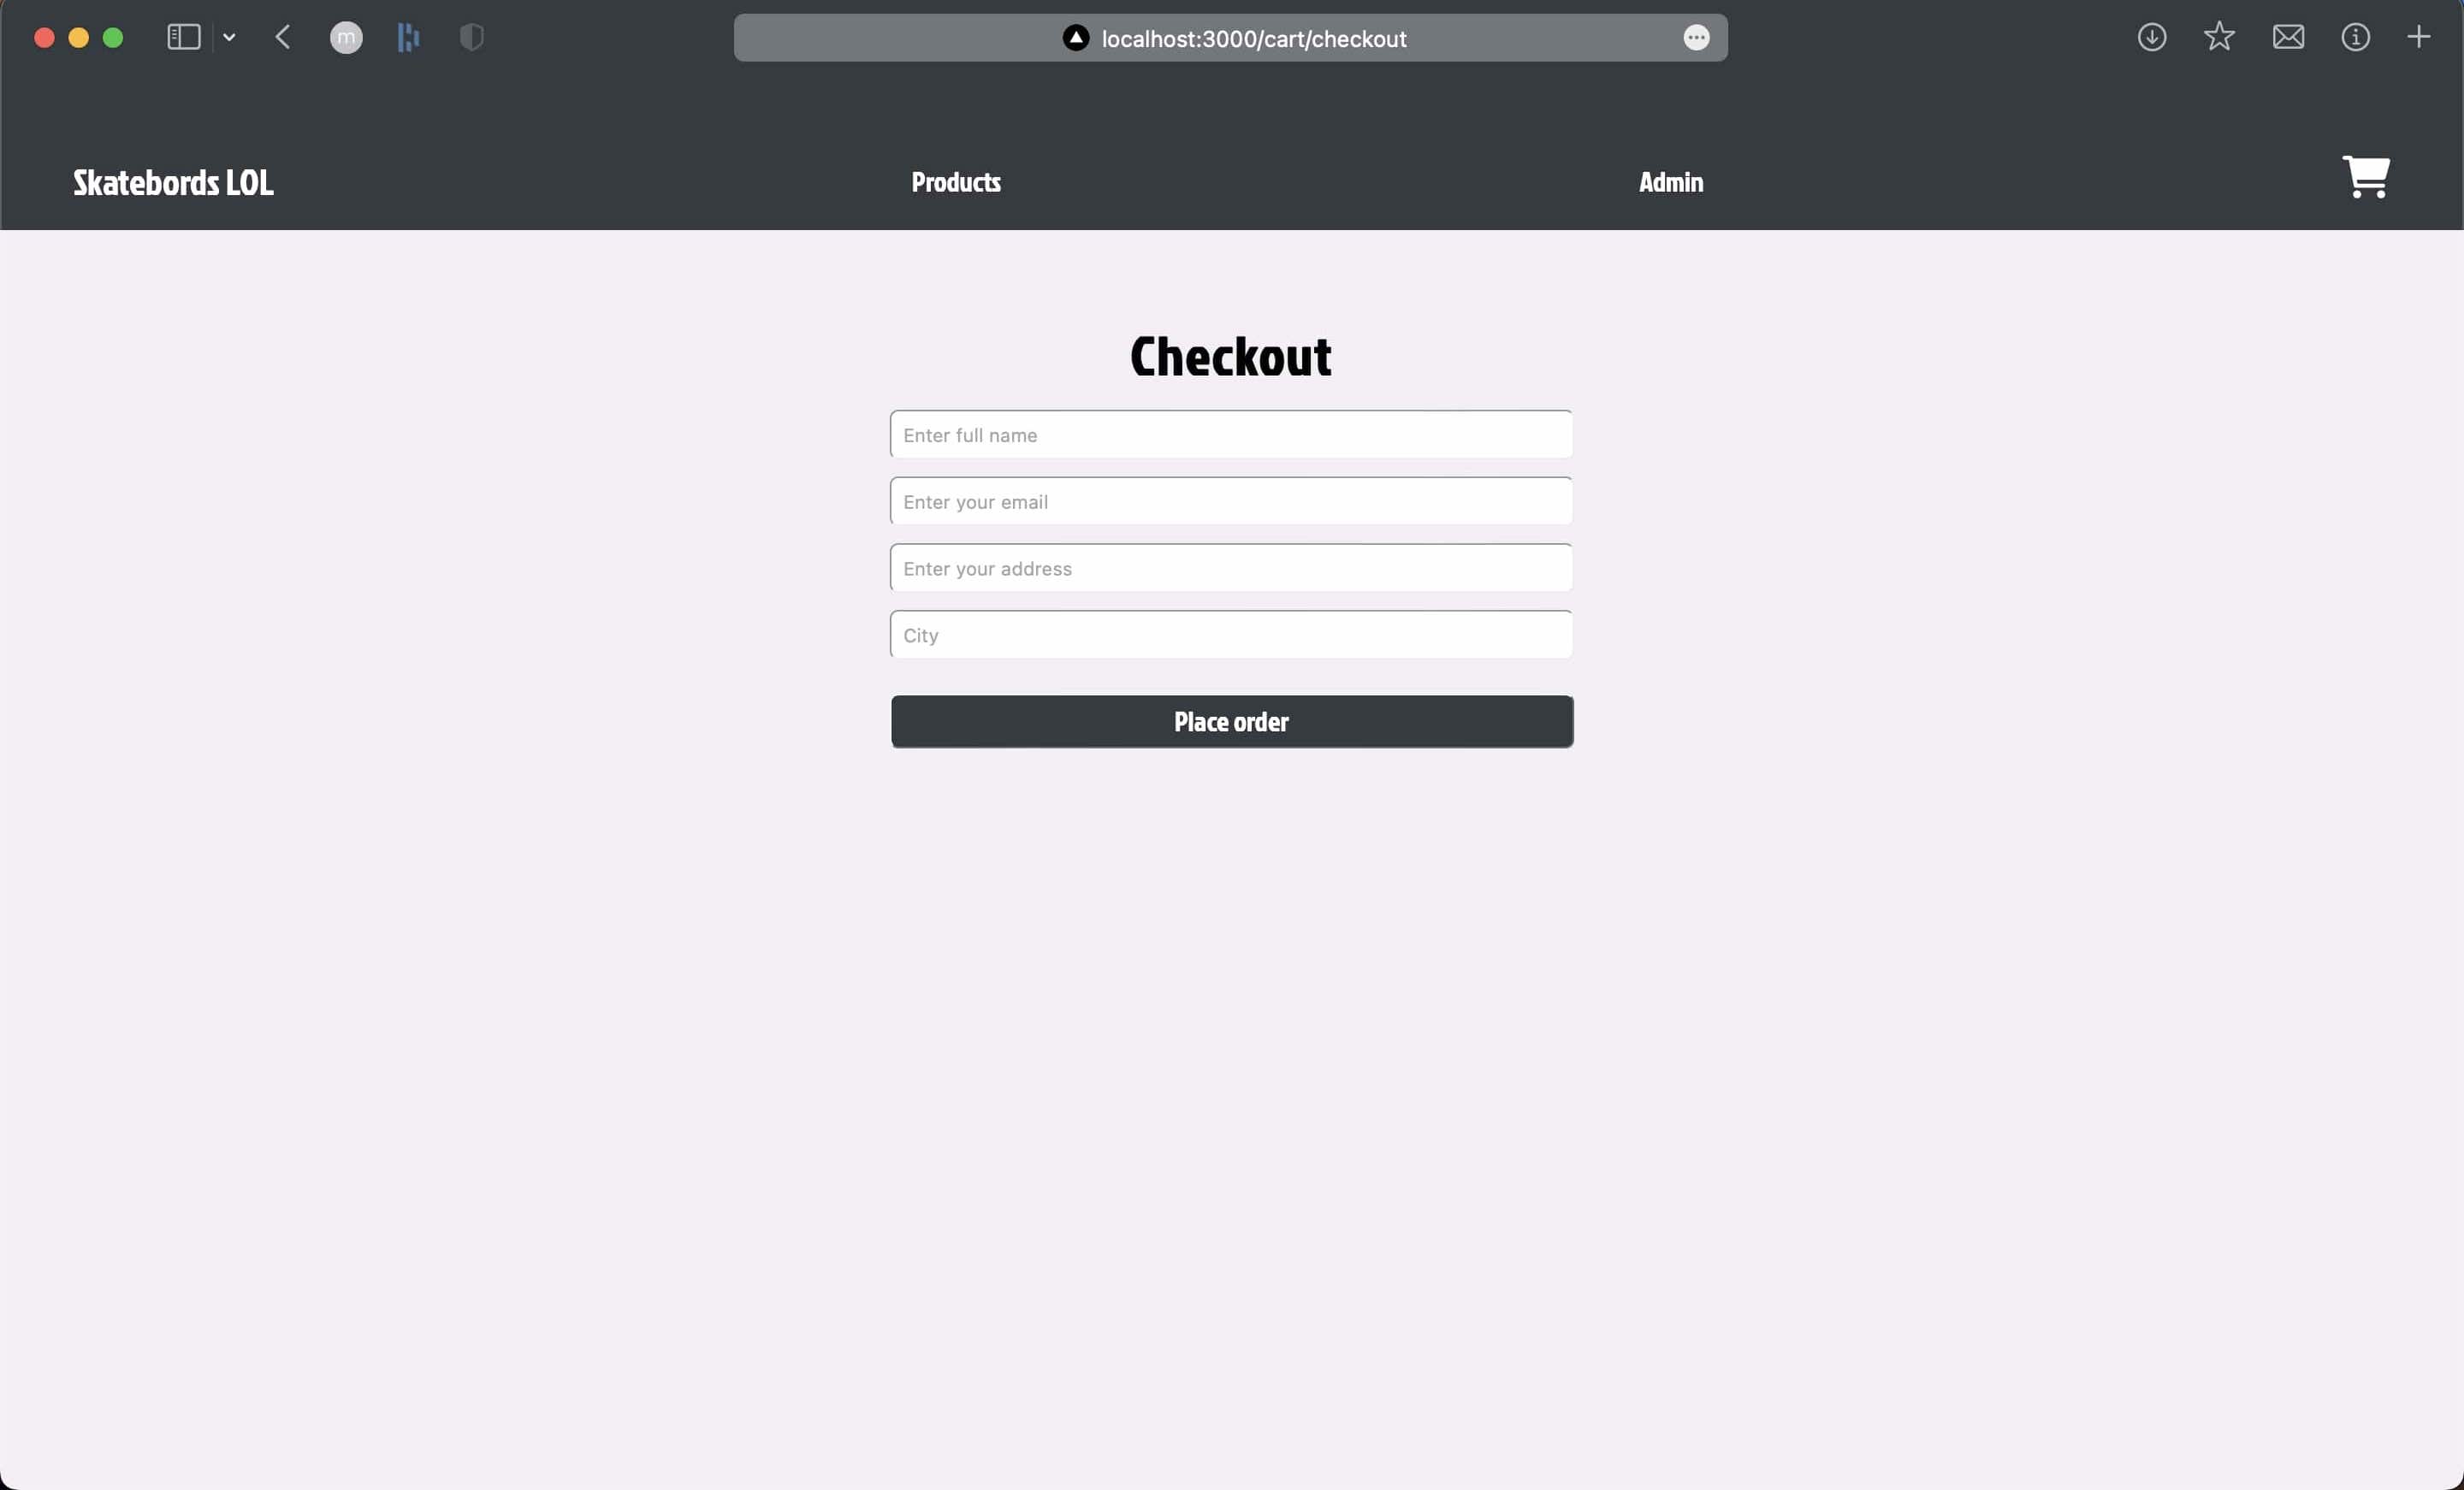 m
localhost:3000/cart/checkout
Skatebords LOL
Products
Admin
Checkout
Enter full name
Enter your email
Enter your address
City
Place order